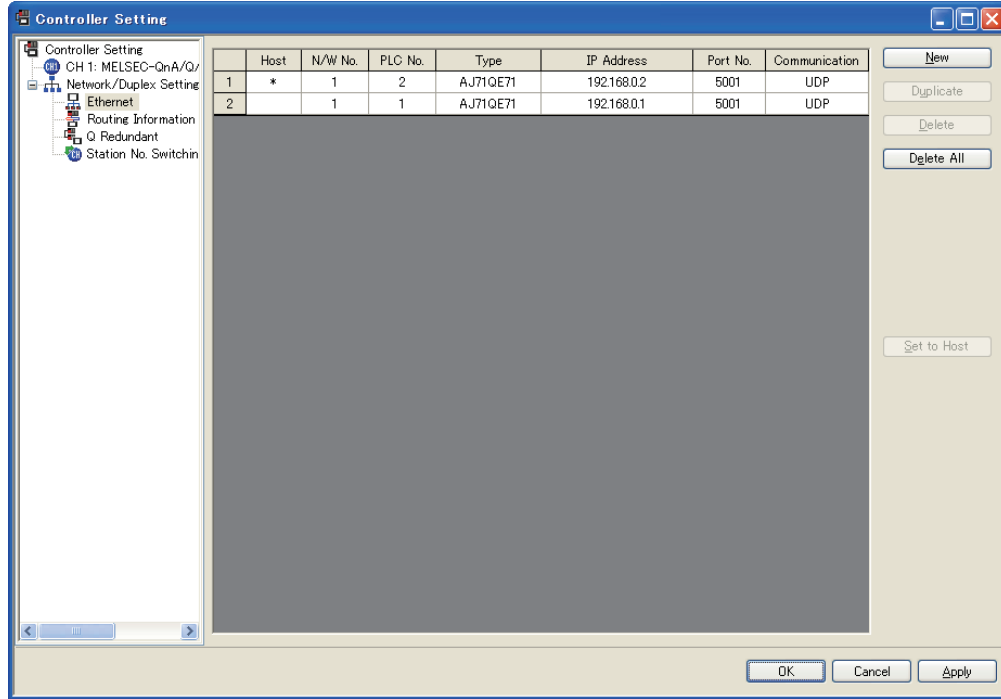 Controller Setting
Controller Setting
CH 1: MELSEC-QnA/Q/
Network/Duplex Setting
Ethernet
Routing Information
Q Redundant
Station No. Switchin
Host N/W No. PLC No. Type IP Address Port No. Communication
1 * 1 2 AJ71QE71 192.168.0.2 5001 UDP
2 1 1 AJ71QE71 192.168.0.1 5001 UDP
New
Duplicate
Delete
Delete All
Set to Host
OK Cancel Apply